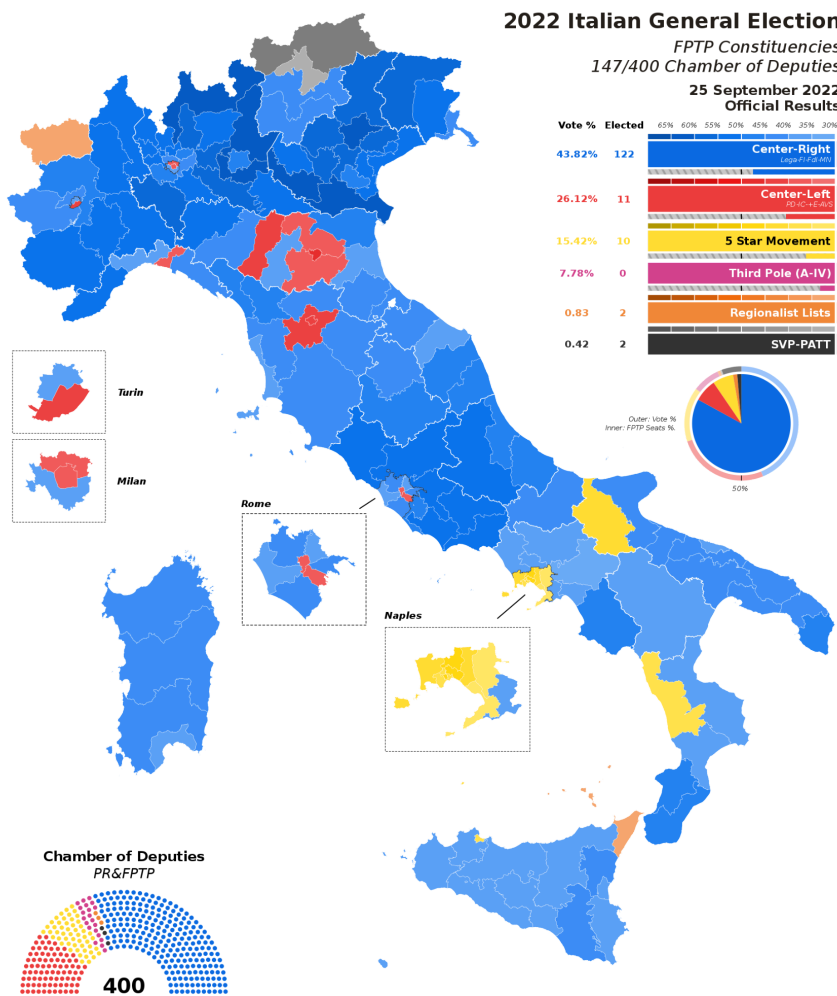 2022 Italian General Election
FPTP Constituencies
147/400 Chamber of Deputies
25 September 2022
Official Results
Vote % Elected 65% 60% 55% 50% 45% 40% 35% 30%
43.82% 122 Center-Right
Lega-FI-FdI-MN
26.12% 11 Center-Left
PD-IC-+E-AVS
15.42% 10 5 Star Movement
7.78% 0 Third Pole (A-IV)
0.83 2 Regionalist Lists
0.42 2 SVP-PATT
Outer: Vote %
Inner: FPTP Seats %.
50%
Turin
Milan
Rome
Naples
Chamber of Deputies
PR&FPTP
400